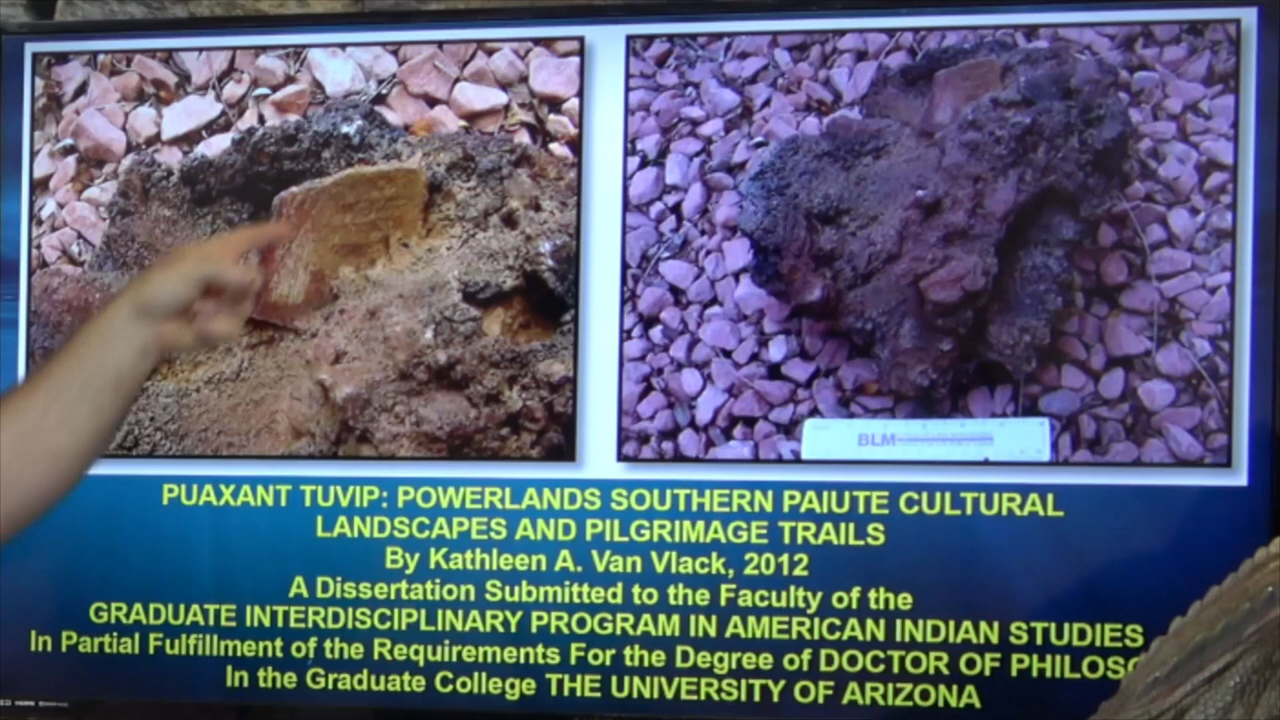 BLM
PUAXANT TUVIP: POWERLANDS SOUTHERN PAIUTE CULTURAL
LANDSCAPES AND PILGRIMAGE TRAILS
By Kathleen A. Van Vlack, 2012
A Dissertation Submitted to the Faculty of the
GRADUATE INTERDISCIPLINARY PROGRAM IN AMERICAN INDIAN STUDIES
In Partial Fulfillment of the Requirements For the Degree of DOCTOR OF PHILOSO
In the Graduate College THE UNIVERSITY OF ARIZONA